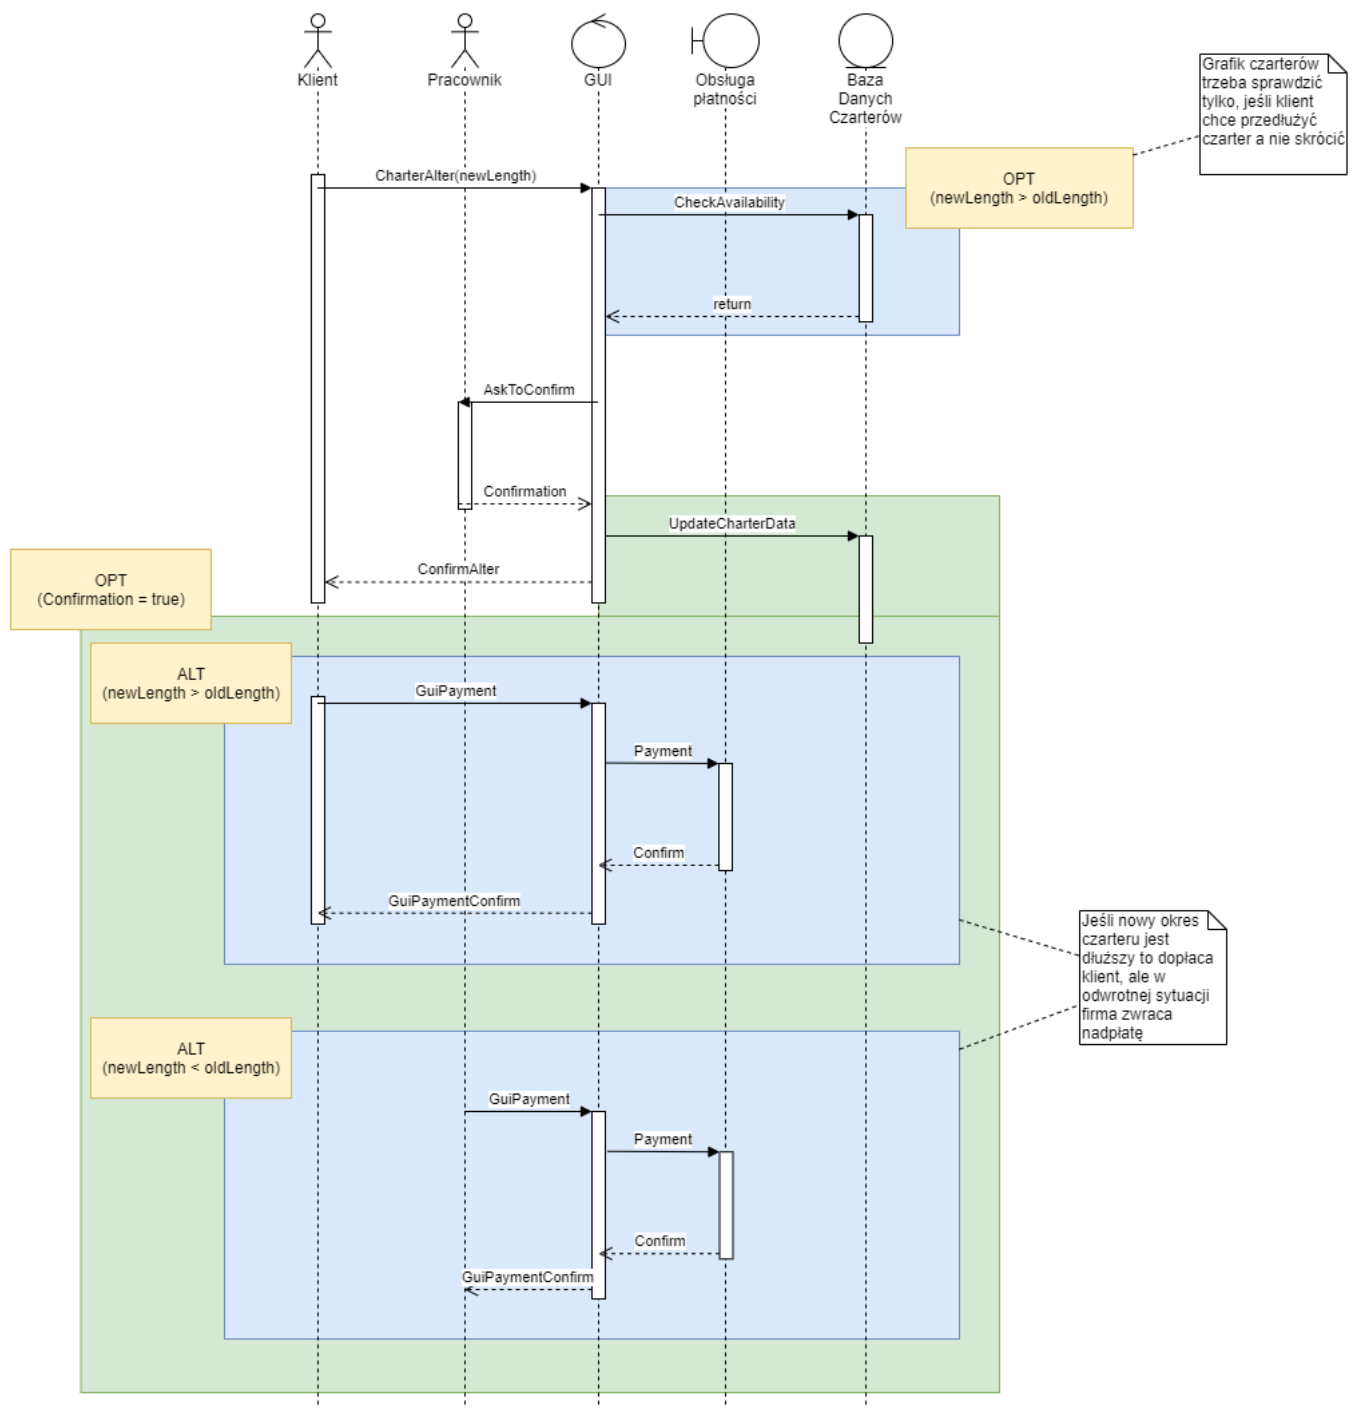 Klient
Pracownik
GUI
Obsługa
płatności
Baza
Danych
Czarterów
Grafik czarterów
trzeba sprawdzić
tylko, jeśli klient
chce przedłużyć
czarter a nie skrócić
OPT
(newLength > oldLength)
CharterAlter(newLength)
CheckAvailability
return
AskToConfirm
Confirmation
UpdateCharterData
ConfirmAlter
OPT
(Confirmation = true)
ALT
(newLength > oldLength)
GuiPayment
Payment
Confirm
GuiPaymentConfirm
Jeśli nowy okres
czarteru jest
dłuższy to dopłaca
klient, ale w
odwrotnej sytuacji
firma zwraca
nadpłatę
ALT
(newLength < oldLength)
GuiPayment
Payment
Confirm
GuiPaymentConfirm